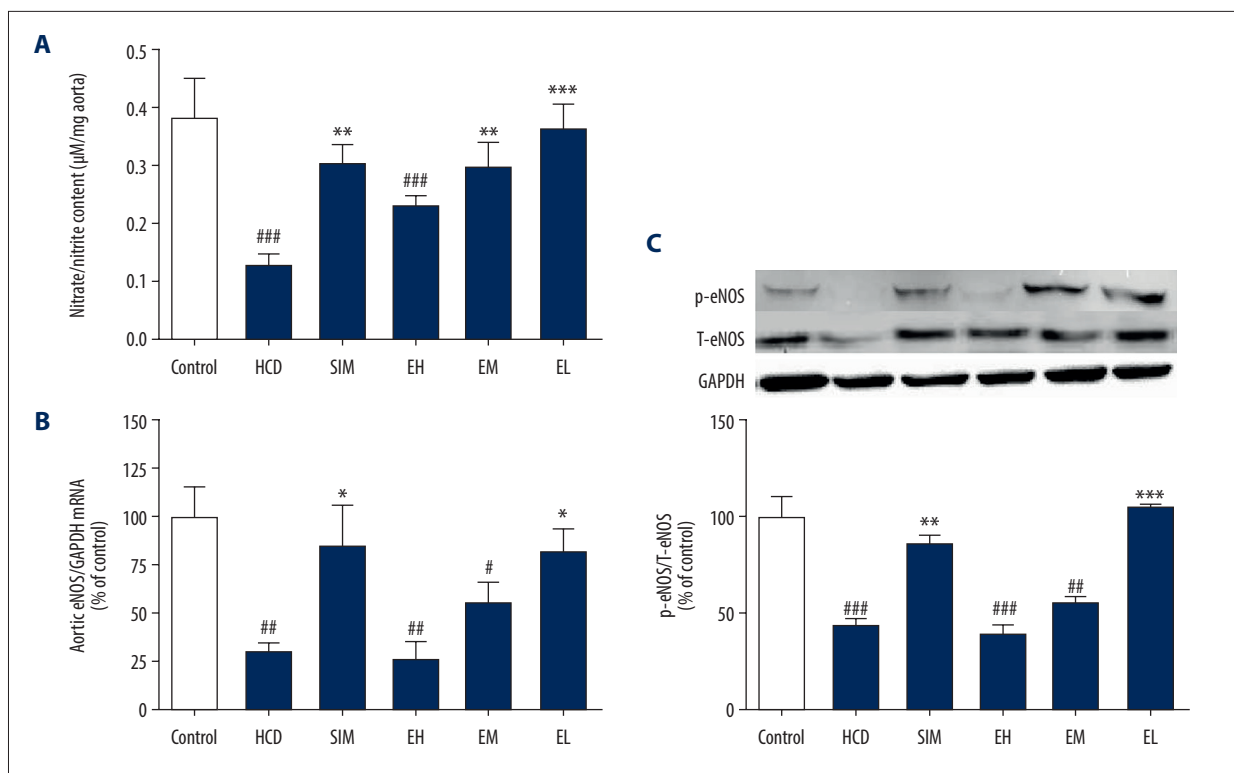 A
Nitrate/nitrite content (µM/mg aorta)
0.5
0.4
0.3
0.2
0.1
0.0
###
**
###
**
***
Control HCD SIM EH EM EL
B
Aortic eNOS/GAPDH mRNA
(% of control)
150
125
100
75
50
25
0
##
*
##
#
*
Control HCD SIM EH EM EL
C
p-eNOS
T-eNOS
GAPDH
p-eNOS/T-eNOS
(% of control)
150
100
50
0
###
**
###
##
***
Control HCD SIM EH EM EL